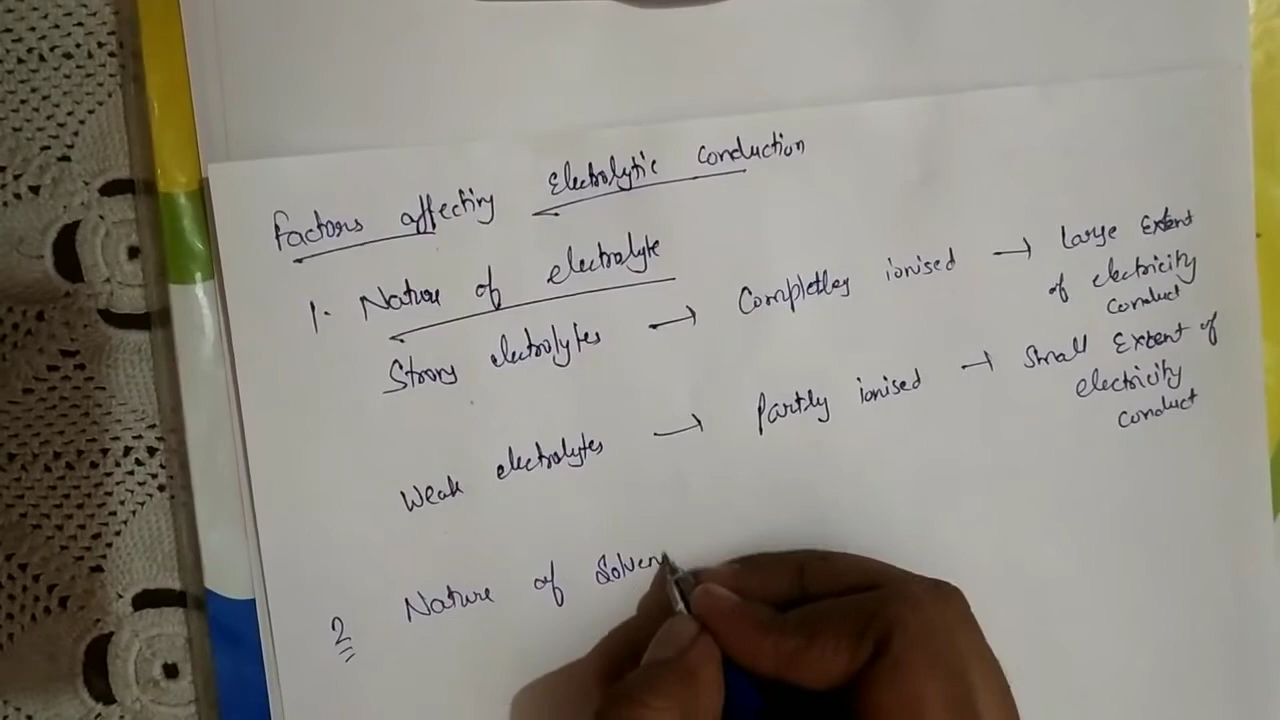 Factors affecting Electrolytic Conduction
1. Nature of electrolyte
Strong electrolytes → Completley ionised → Large Extent
of electricity
conduct
Weak electrolytes → Partly ionised → Small Extent of
electricity
conduct
2 Nature of Solven